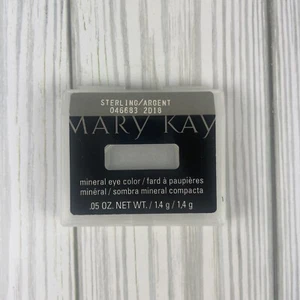 STERLING/ARGENT
046683 2D18
MARY KAY
mineral eye color / fard à paupières
minéral / sombra mineral compacta
.05 OZ. NET WT. / 1.4 g / 1,4 g